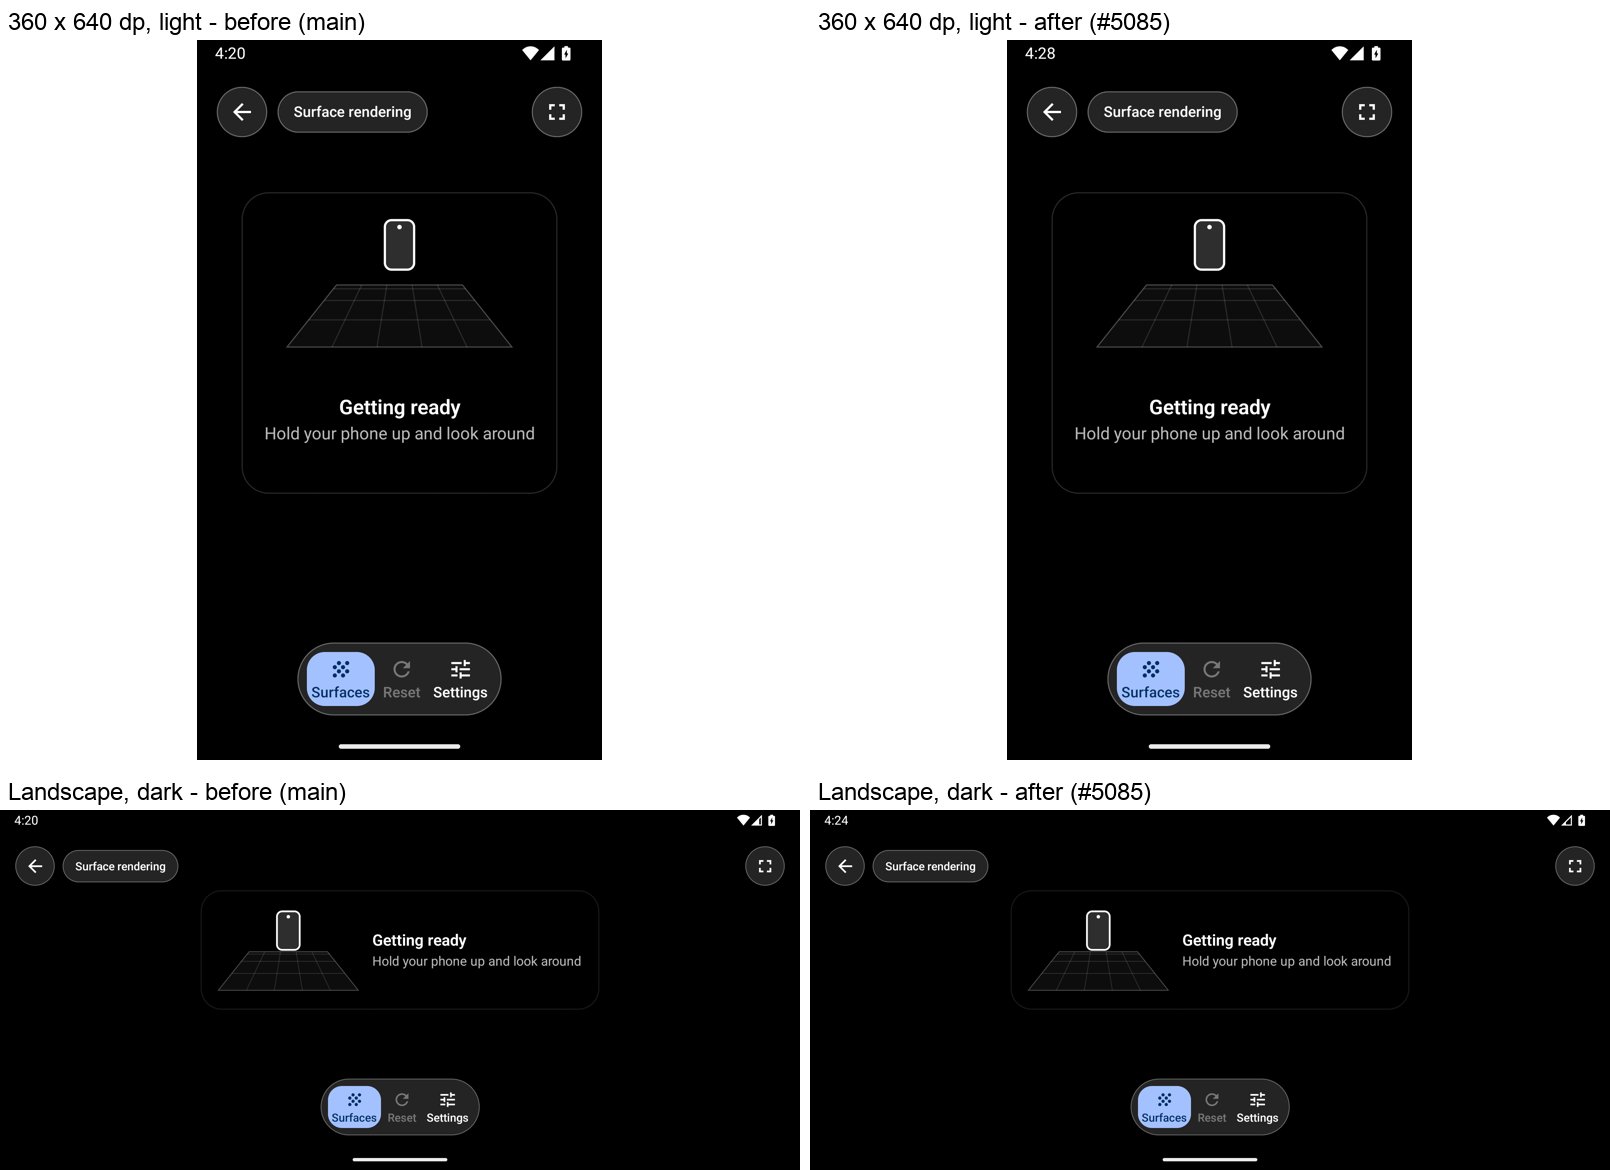 360 x 640 dp, light - before (main)
360 x 640 dp, light - after (#5085)
4:20
Surface rendering
Getting ready
Hold your phone up and look around
Surfaces Reset Settings
4:28
Surface rendering
Getting ready
Hold your phone up and look around
Surfaces Reset Settings
Landscape, dark - before (main)
Landscape, dark - after (#5085)
4:20
Surface rendering
Getting ready
Hold your phone up and look around
Surfaces Reset Settings
4:24
Surface rendering
Getting ready
Hold your phone up and look around
Surfaces Reset Settings